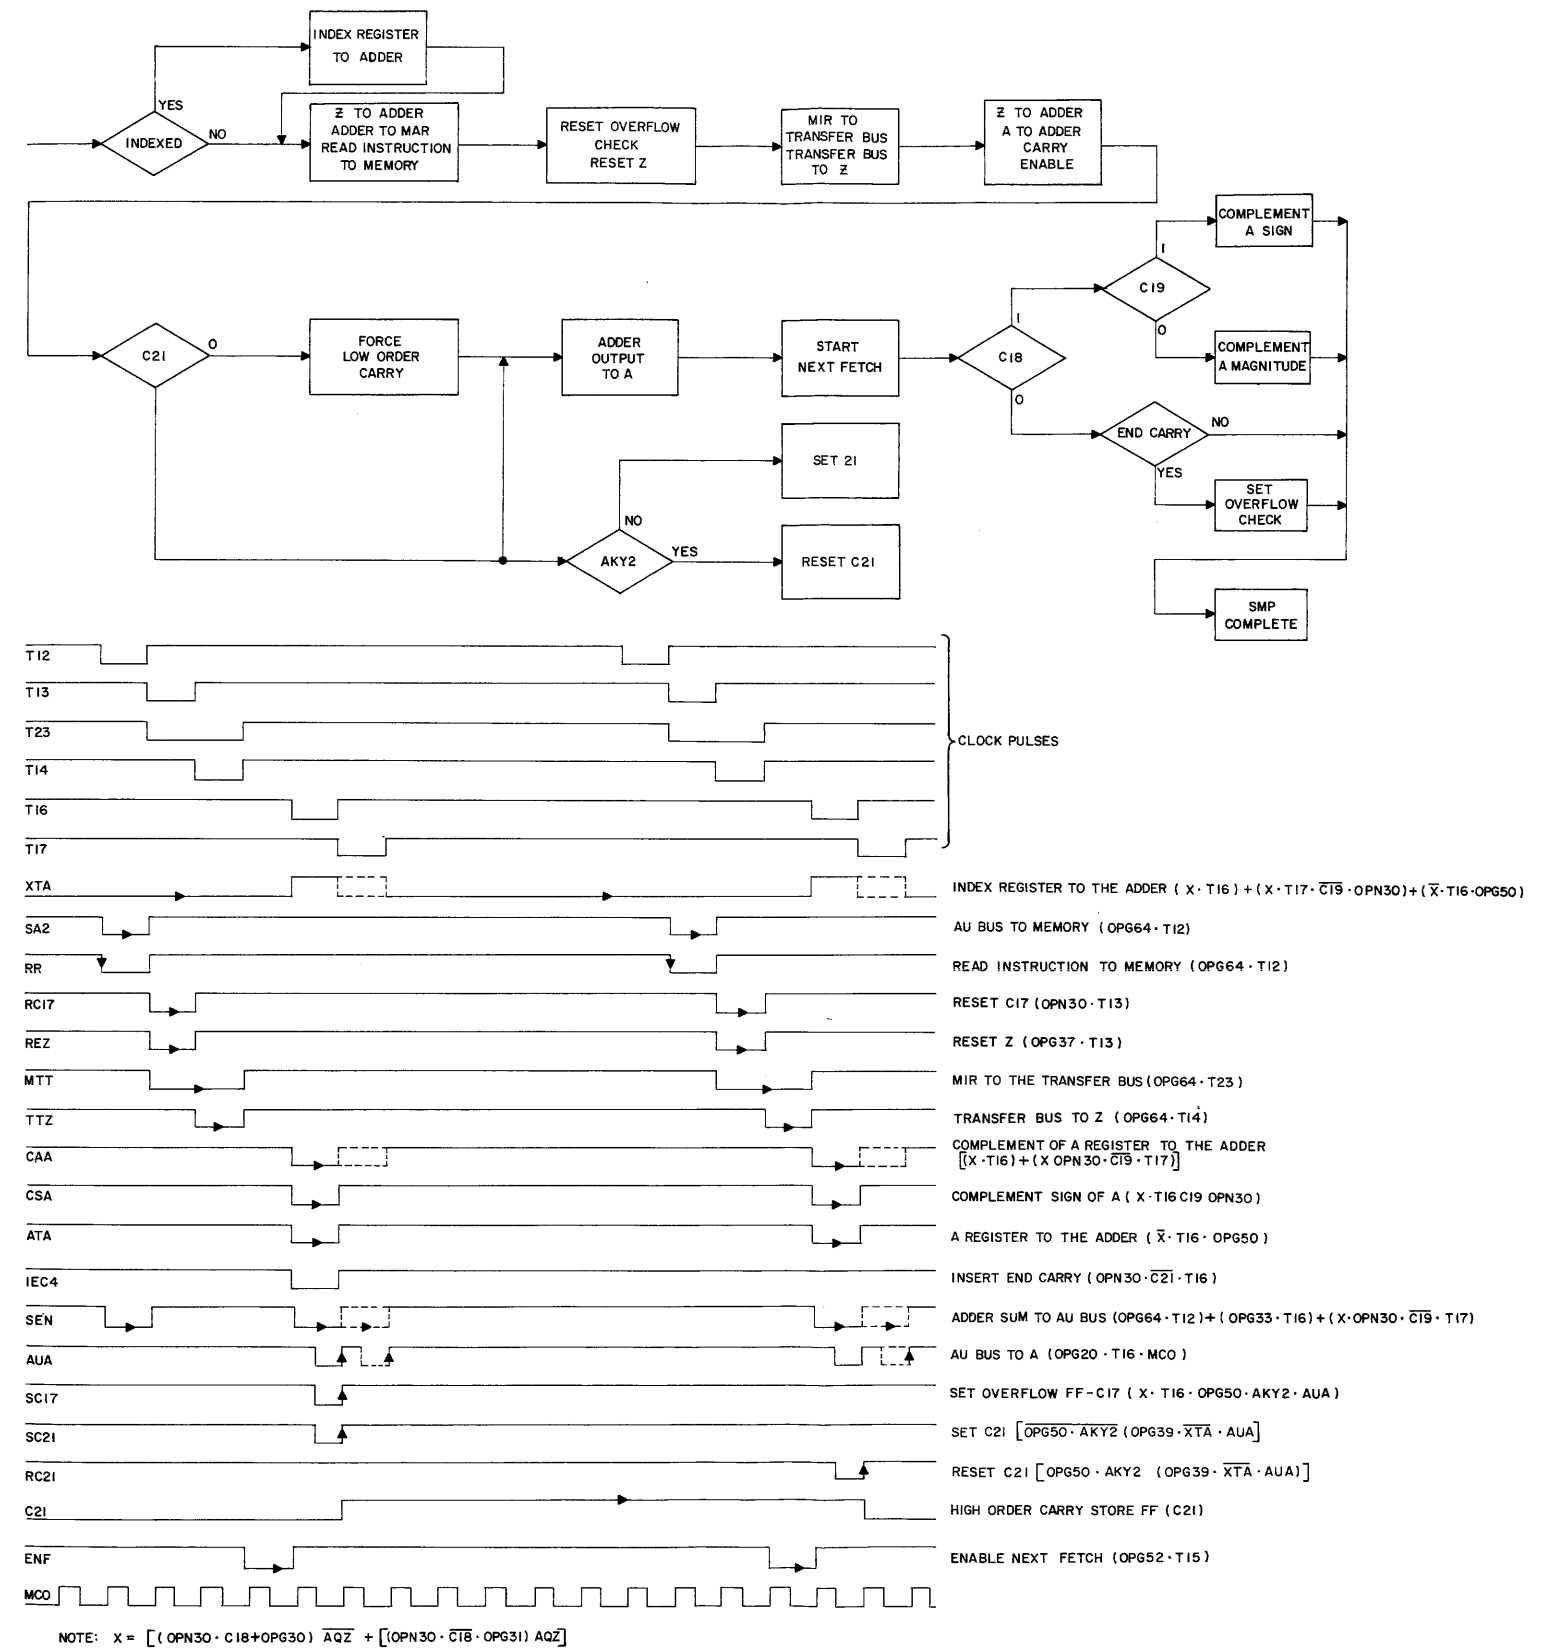 INDEX REGISTER
TO ADDER
YES
INDEXED
NO
Z TO ADDER
ADDER TO MAR
READ INSTRUCTION
TO MEMORY
RESET OVERFLOW
CHECK
RESET Z
MIR TO
TRANSFER BUS
TRANSFER BUS
TO Z
Z TO ADDER
A TO ADDER
CARRY
ENABLE
COMPLEMENT
A SIGN
1
C19
0
COMPLEMENT
A MAGNITUDE
C21
0
FORCE
LOW ORDER
CARRY
ADDER
OUTPUT
TO A
START
NEXT FETCH
1
C18
0
END CARRY
NO
YES
SET
OVERFLOW
CHECK
SET 21
NO
AKY2
YES
RESET C21
SMP
COMPLETE
T12
T13
T23
CLOCK PULSES
T14
T16
T17
XTA INDEX REGISTER TO THE ADDER ( X · T16 ) + ( X · T17 · C̅1̅9̅ · OPN30 ) + ( X̅ · T16 · OPG50 )
SA2 AU BUS TO MEMORY ( OPG64 · T12 )
RR READ INSTRUCTION TO MEMORY ( OPG64 · T12 )
RC17 RESET C17 ( OPN30 · T13 )
REZ RESET Z ( OPG37 · T13 )
MTT MIR TO THE TRANSFER BUS ( OPG64 · T23 )
TTZ TRANSFER BUS TO Z ( OPG64 · T14 )
CAA COMPLEMENT OF A REGISTER TO THE ADDER
[(X · T16) + (X OPN30 · C̅1̅9̅ · T17)]
CSA COMPLEMENT SIGN OF A ( X · T16 C19 OPN30 )
ATA A REGISTER TO THE ADDER ( X̅ · T16 · OPG50 )
IEC4 INSERT END CARRY ( OPN30 · C̅2̅1̅ · T16 )
SEN ADDER SUM TO AU BUS (OPG64 · T12) + ( OPG33 · T16) + ( X · OPN30 · C̅1̅9̅ · T17)
AUA AU BUS TO A ( OPG20 · T16 · MCO )
SC17 SET OVERFLOW FF-C17 ( X · T16 · OPG50 · AKY2 · AUA )
SC21 SET C21 [O̅P̅G̅5̅0̅ ̅·̅ ̅A̅K̅Y̅2̅ ( OPG39 · X̅T̅A̅ · AUA]
RC21 RESET C21 [OPG50 · AKY2 ( OPG39 · X̅T̅A̅ · AUA)]
C21 HIGH ORDER CARRY STORE FF (C21)
ENF ENABLE NEXT FETCH ( OPG52 · T15 )
MCO
NOTE: X = [( OPN30 · C18+OPG30) A̅Q̅Z̅ + [(OPN30 · C̅1̅8̅ · OPG31) AQZ]